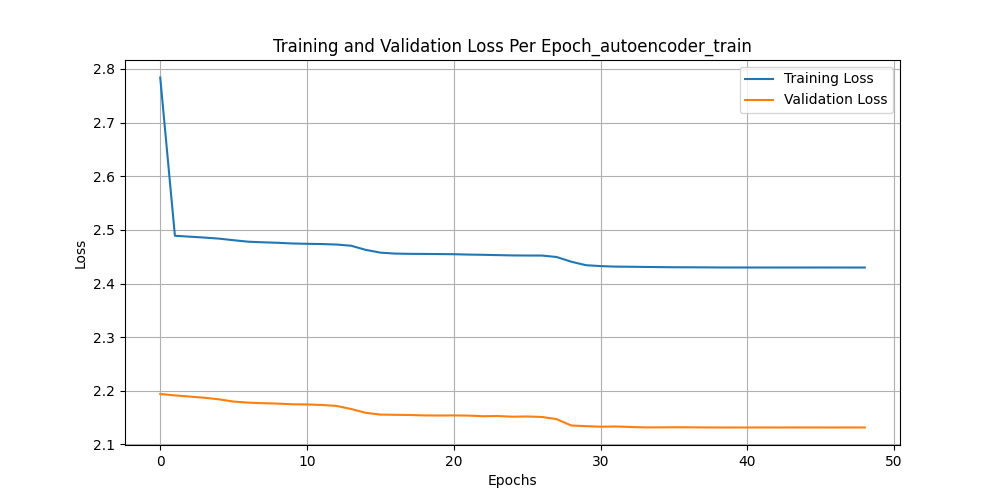 Training and Validation Loss Per Epoch_autoencoder_train
Training Loss
Validation Loss
2.8
2.7
2.6
2.5
2.4
2.3
2.2
2.1
Loss
0 10 20 30 40 50
Epochs